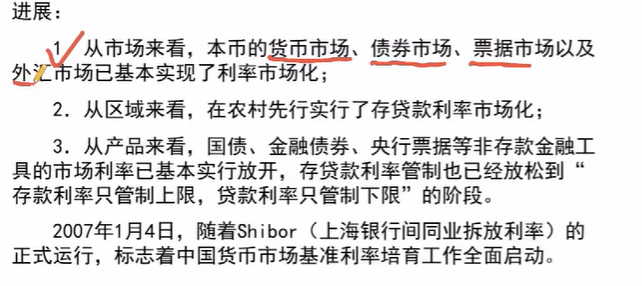 进展：
1．从市场来看，本币的货币市场、债券市场、票据市场以及
外汇市场已基本实现了利率市场化；
2．从区域来看，在农村先行实行了存贷款利率市场化；
3．从产品来看，国债、金融债券、央行票据等非存款金融工
具的市场利率已基本实行放开，存贷款利率管制也已经放松到“
存款利率只管制上限，贷款利率只管制下限”的阶段。
2007年1月4日，随着Shibor（上海银行间同业拆放利率）的
正式运行，标志着中国货币市场基准利率培育工作全面启动。